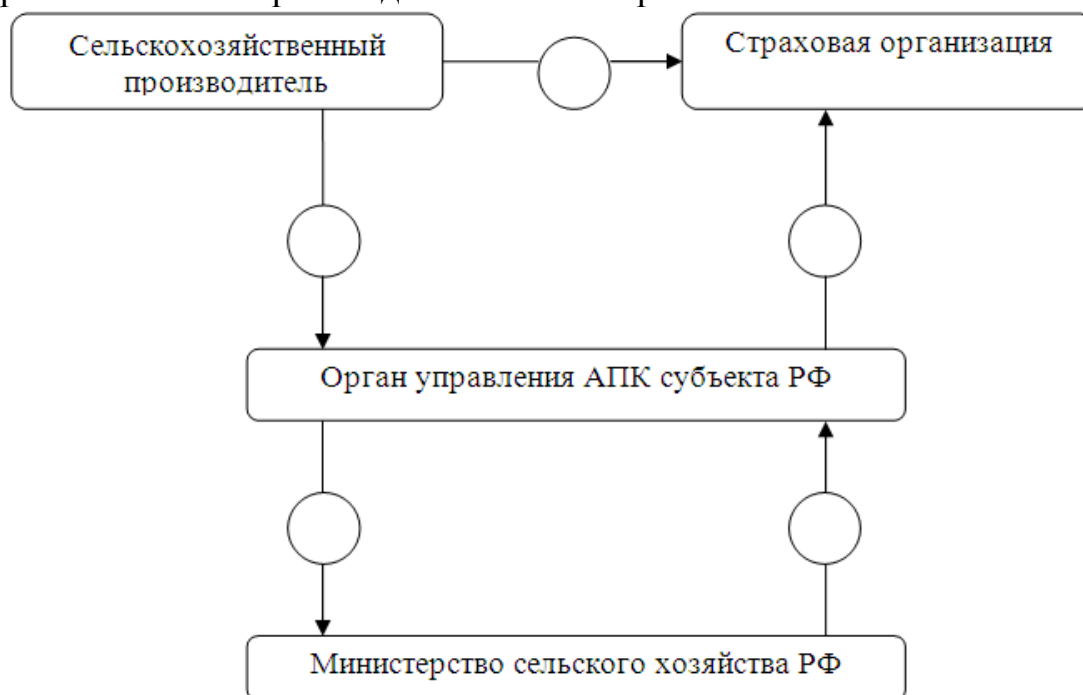 Сельскохозяйственный
производитель
Страховая организация
Орган управления АПК субъекта РФ
Министерство сельского хозяйства РФ